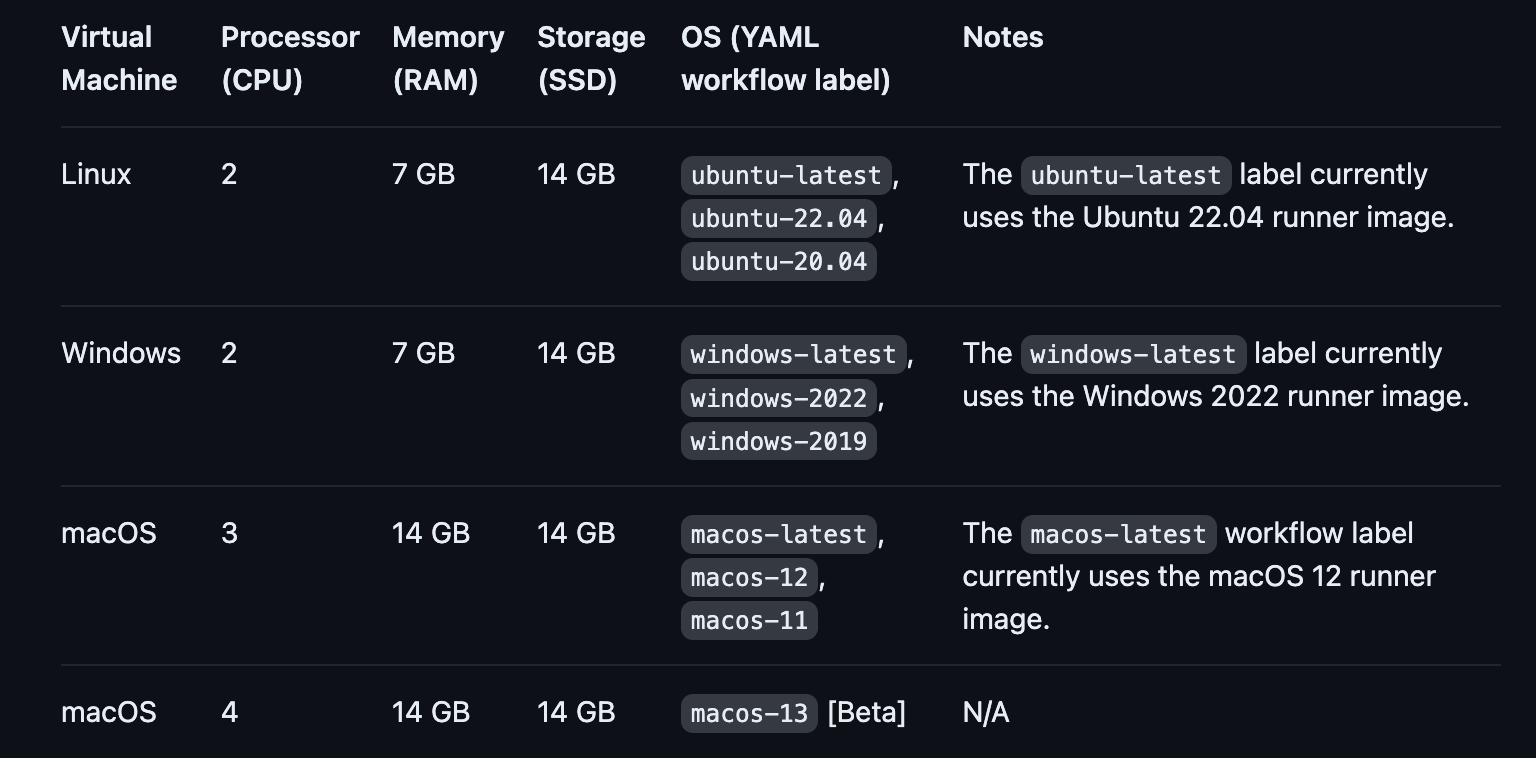 Virtual Machine | Processor (CPU) | Memory (RAM) | Storage (SSD) | OS (YAML workflow label) | Notes
Linux | 2 | 7 GB | 14 GB | ubuntu-latest, ubuntu-22.04, ubuntu-20.04 | The ubuntu-latest label currently uses the Ubuntu 22.04 runner image.
Windows | 2 | 7 GB | 14 GB | windows-latest, windows-2022, windows-2019 | The windows-latest label currently uses the Windows 2022 runner image.
macOS | 3 | 14 GB | 14 GB | macos-latest, macos-12, macos-11 | The macos-latest workflow label currently uses the macOS 12 runner image.
macOS | 4 | 14 GB | 14 GB | macos-13 [Beta] | N/A